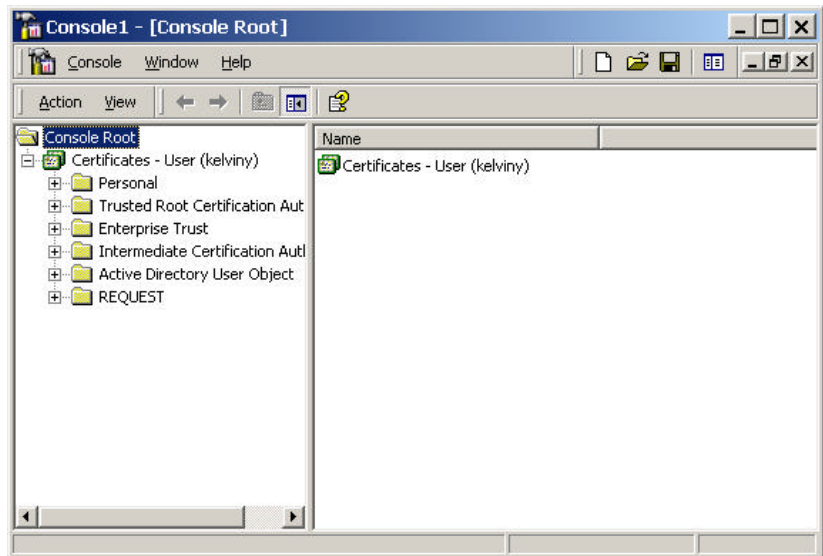 Console1 - [Console Root]
Console Window Help
Action View
Console Root
Certificates - User (kelviny)
Personal
Trusted Root Certification Aut
Enterprise Trust
Intermediate Certification Autl
Active Directory User Object
REQUEST
Name
Certificates - User (kelviny)